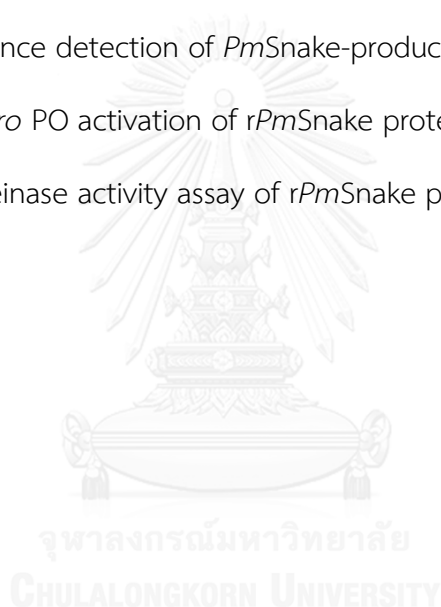 nce detection of PmSnake-produc
ro PO activation of rPmSnake prote
einase activity assay of rPmSnake p
จุฬาลงกรณ์มหาวิทยาลัย
CHULALONGKORN UNIVERSITY